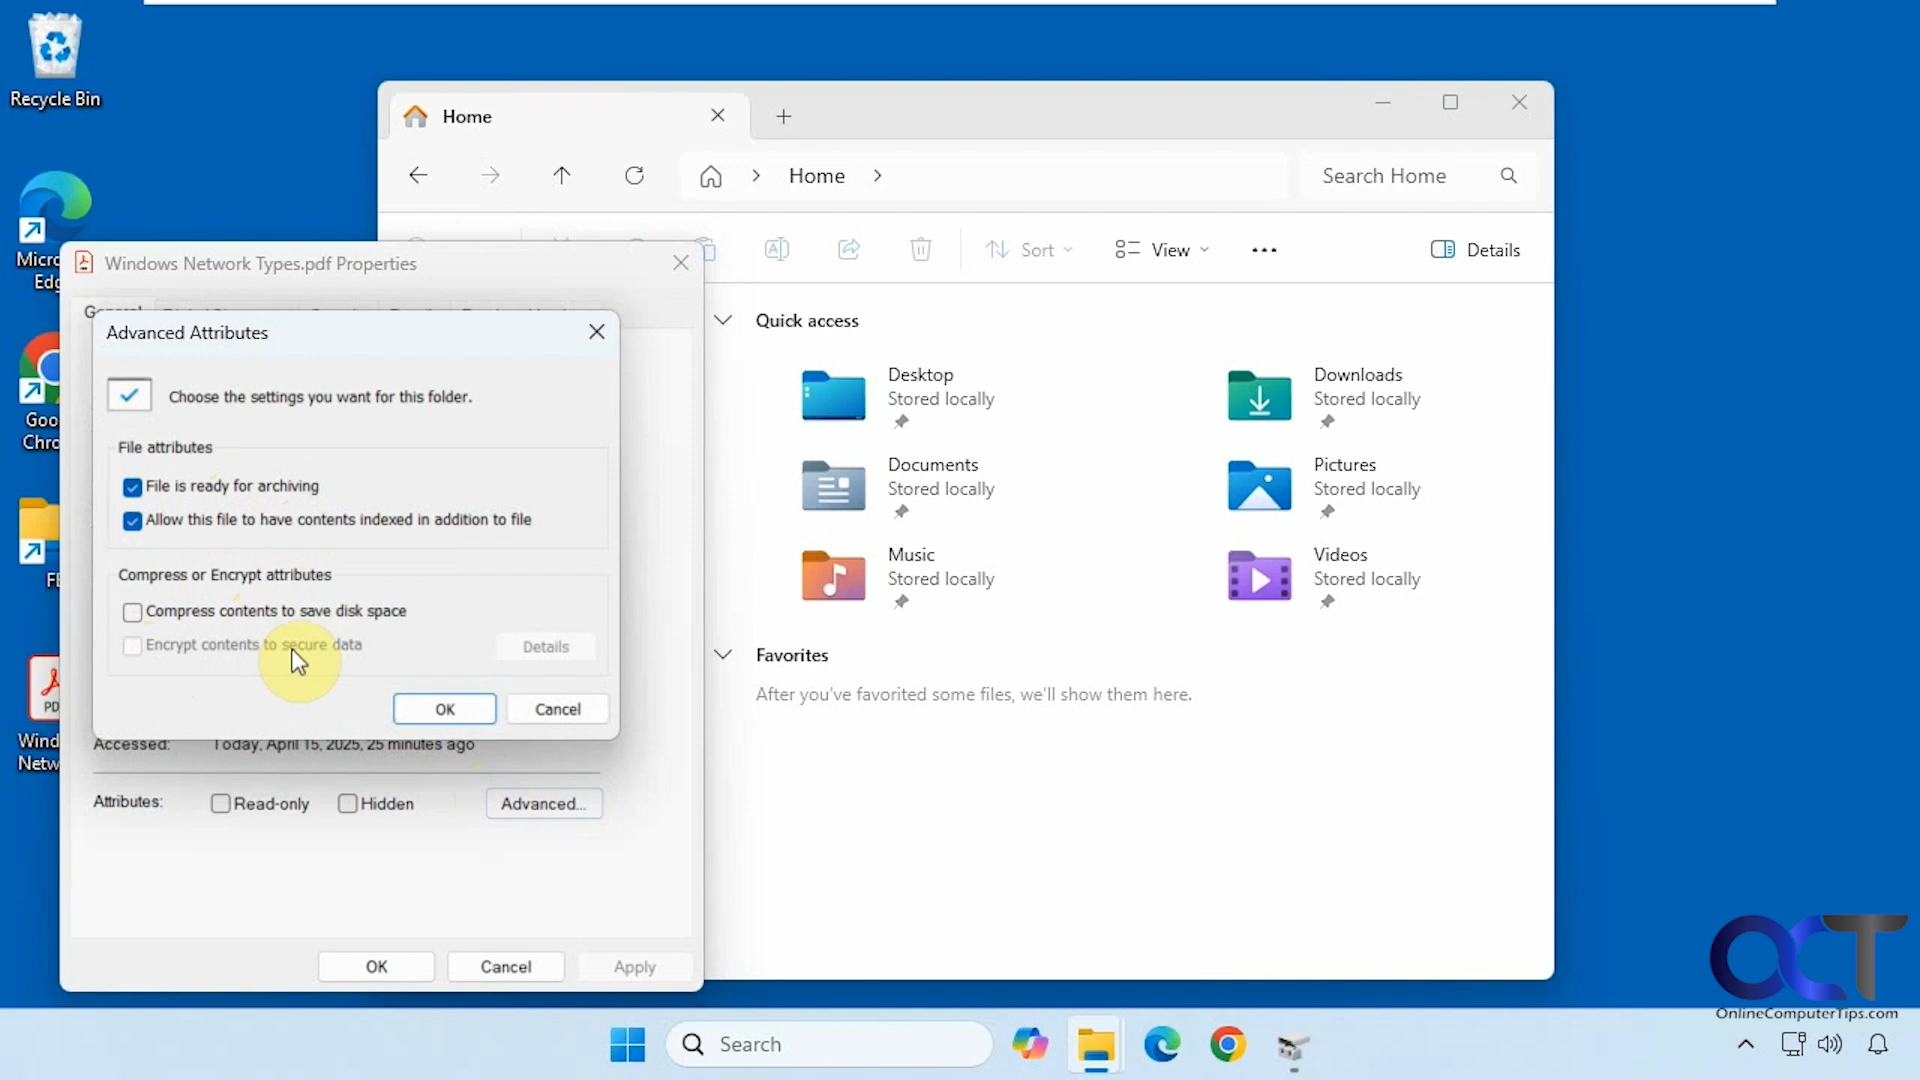 Recycle Bin
Home
Home
Search Home
Sort
View
Details
Windows Network Types.pdf Properties
Advanced Attributes
Choose the settings you want for this folder.
File attributes
File is ready for archiving
Allow this file to have contents indexed in addition to file
Compress or Encrypt attributes
Compress contents to save disk space
Encrypt contents to secure data
Details
OK
Cancel
Accessed: Today, April 15, 2025, 25 minutes ago
Attributes:
Read-only
Hidden
Advanced...
OK
Cancel
Apply
Quick access
Desktop
Stored locally
Downloads
Stored locally
Documents
Stored locally
Pictures
Stored locally
Music
Stored locally
Videos
Stored locally
Favorites
After you've favorited some files, we'll show them here.
OCT
OnlineComputerTips.com
Search